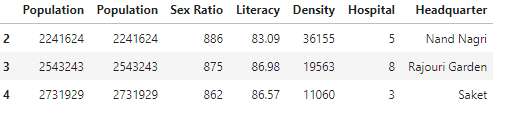 Population Population Sex Ratio Literacy Density Hospital Headquarter
2 2241624 2241624 886 83.09 36155 5 Nand Nagri
3 2543243 2543243 875 86.98 19563 8 Rajouri Garden
4 2731929 2731929 862 86.57 11060 3 Saket